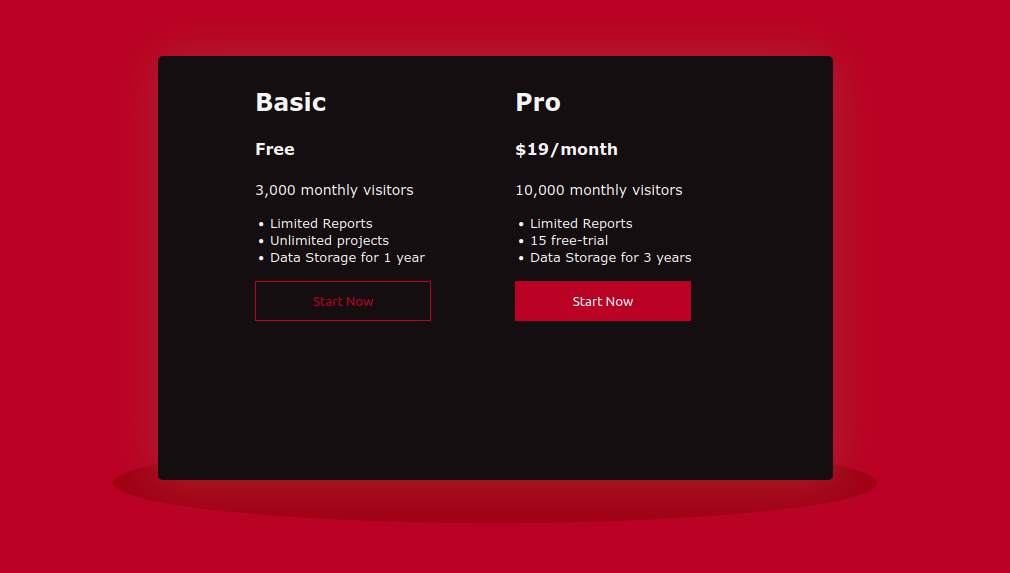 Basic
Free
3,000 monthly visitors
• Limited Reports
• Unlimited projects
• Data Storage for 1 year
Start Now
Pro
$19/month
10,000 monthly visitors
• Limited Reports
• 15 free-trial
• Data Storage for 3 years
Start Now